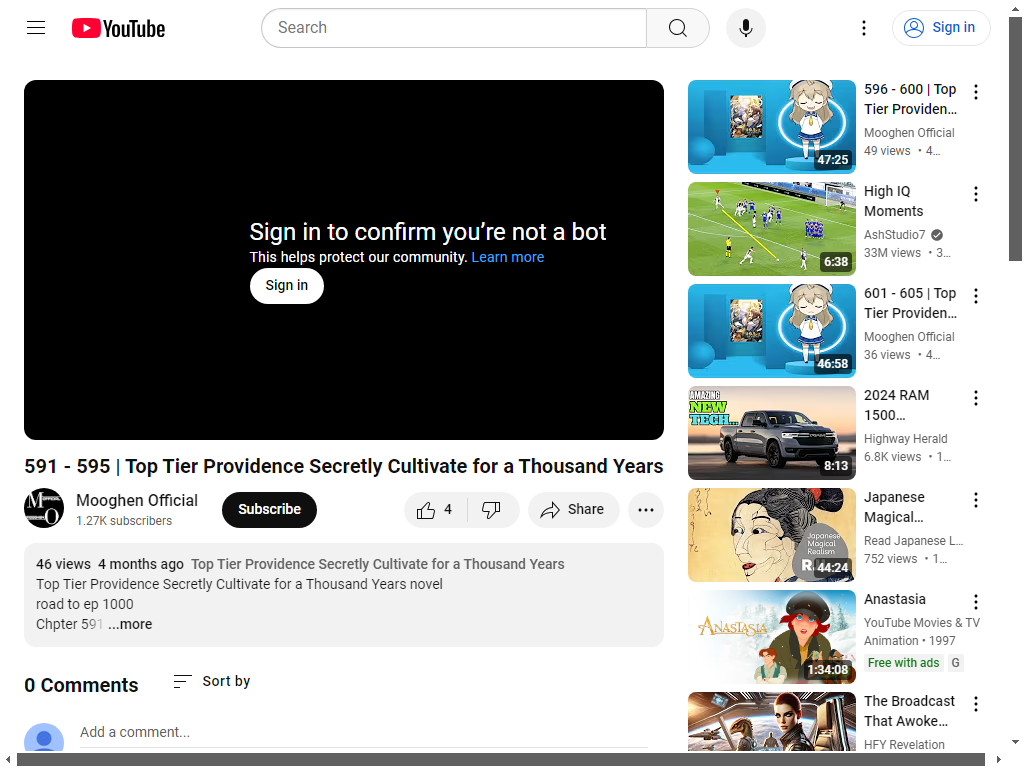 YouTube
Search
Sign in
Sign in to confirm you’re not a bot
This helps protect our community. Learn more
Sign in
591 - 595 | Top Tier Providence Secretly Cultivate for a Thousand Years
Mooghen Official
1.27K subscribers
Subscribe
4
Share
46 views 4 months ago Top Tier Providence Secretly Cultivate for a Thousand Years
Top Tier Providence Secretly Cultivate for a Thousand Years novel
road to ep 1000
Chpter 591 ...more
0 Comments
Sort by
Add a comment...
47:25
596 - 600 | Top
Tier Providen...
Mooghen Official
49 views • 4...
6:38
High IQ
Moments
AshStudio7
33M views • 3...
46:58
601 - 605 | Top
Tier Providen...
Mooghen Official
36 views • 4...
AMAZING
NEW
TECH...
8:13
2024 RAM
1500...
Highway Herald
6.8K views • 1...
Japanese
Magical
Realism
44:24
Japanese
Magical...
Read Japanese L...
752 views • 1...
ANASTASIA
1:34:08
Anastasia
YouTube Movies & TV
Animation • 1997
Free with ads
G
The Broadcast
That Awoke...
HFY Revelation